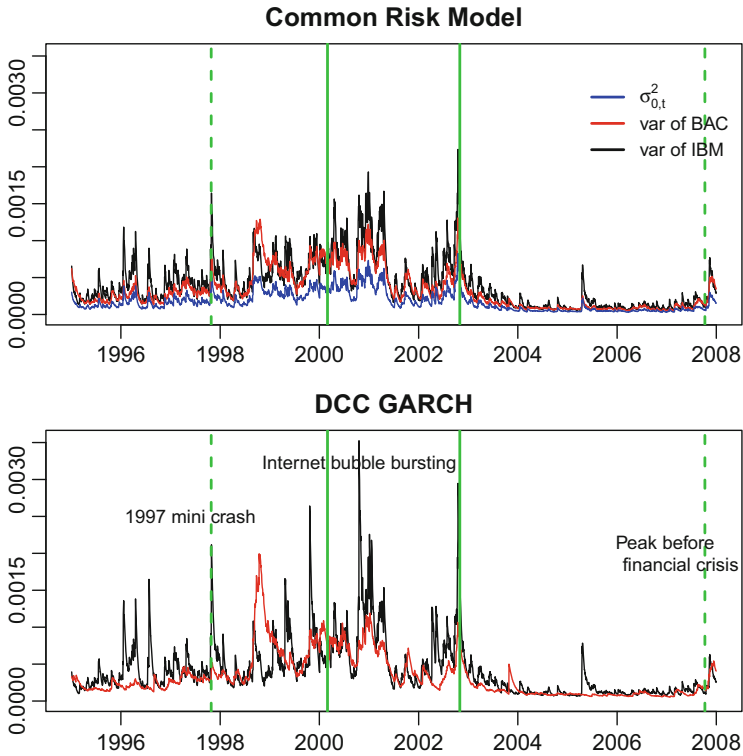 Common Risk Model
0.0030
0.0015
0.0000
σ²0,t
var of BAC
var of IBM
1996 1998 2000 2002 2004 2006 2008
DCC GARCH
0.0030
0.0015
0.0000
Internet bubble bursting
1997 mini crash
Peak before
financial crisis
1996 1998 2000 2002 2004 2006 2008